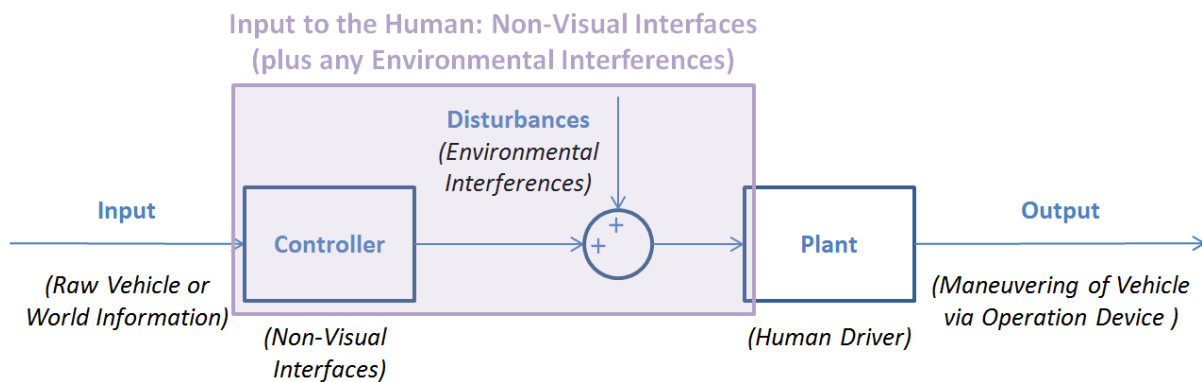 Input to the Human: Non-Visual Interfaces
(plus any Environmental Interferences)
Disturbances
(Environmental
Interferences)
Input
(Raw Vehicle or
World Information)
Controller
(Non-Visual
Interfaces)
+
+
Plant
(Human Driver)
Output
(Maneuvering of Vehicle
via Operation Device )